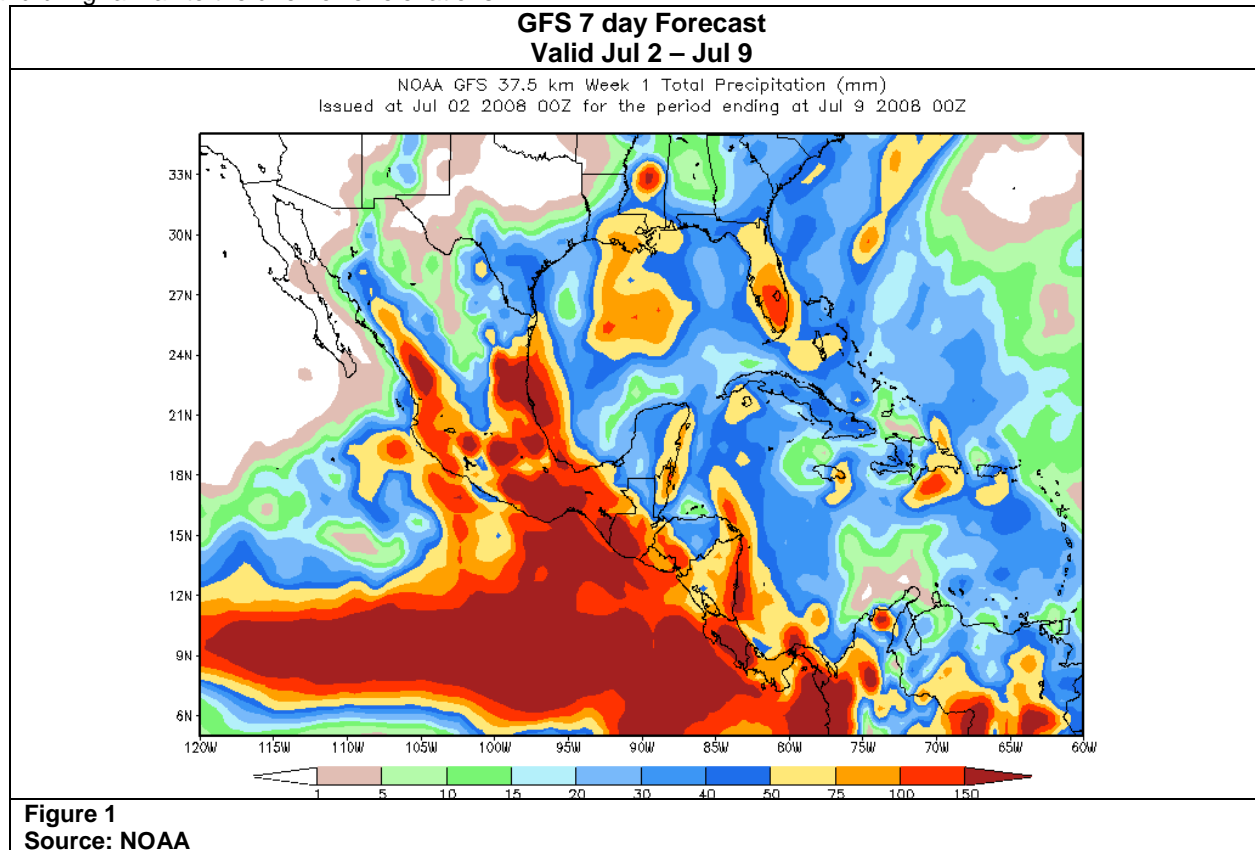 GFS 7 day Forecast
Valid Jul 2 – Jul 9
NOAA GFS 37.5 km Week 1 Total Precipitation (mm)
Issued at Jul 02 2008 00Z for the period ending at Jul 9 2008 00Z
33N
30N
27N
24N
21N
18N
15N
12N
9N
6N
120W 115W 110W 105W 100W 95W 90W 85W 80W 75W 70W 65W 60W
1 5 10 15 20 30 40 50 75 100 150
Figure 1
Source: NOAA